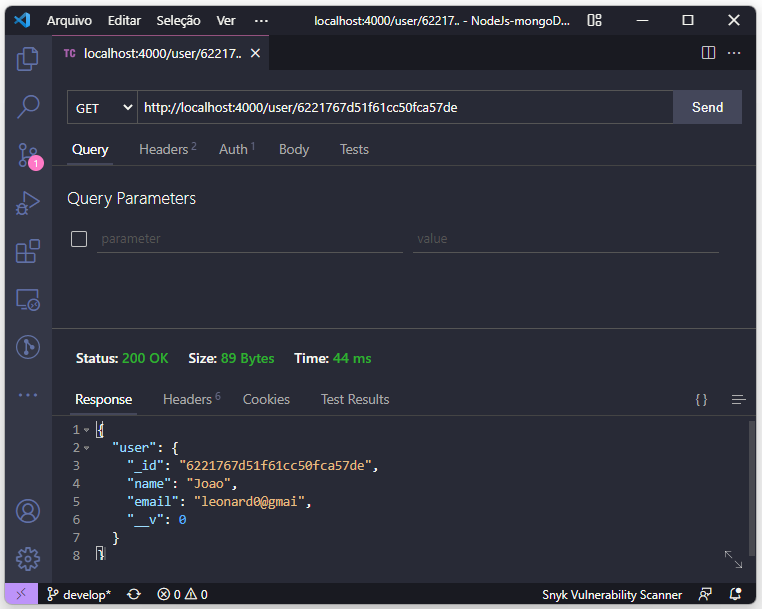 Arquivo Editar Seleção Ver ··· localhost:4000/user/62217.. - NodeJs-mongoD...
TC localhost:4000/user/62217..
GET http://localhost:4000/user/6221767d51f61cc50fca57de Send
Query Headers 2 Auth 1 Body Tests
1
Query Parameters
parameter value
Status: 200 OK Size: 89 Bytes Time: 44 ms
Response Headers 6 Cookies Test Results { }
1 {
2 "user": {
3 "_id": "6221767d51f61cc50fca57de",
4 "name": "Joao",
5 "email": "leonard0@gmai",
6 "__v": 0
7 }
8 }
develop* 0 0 Snyk Vulnerability Scanner